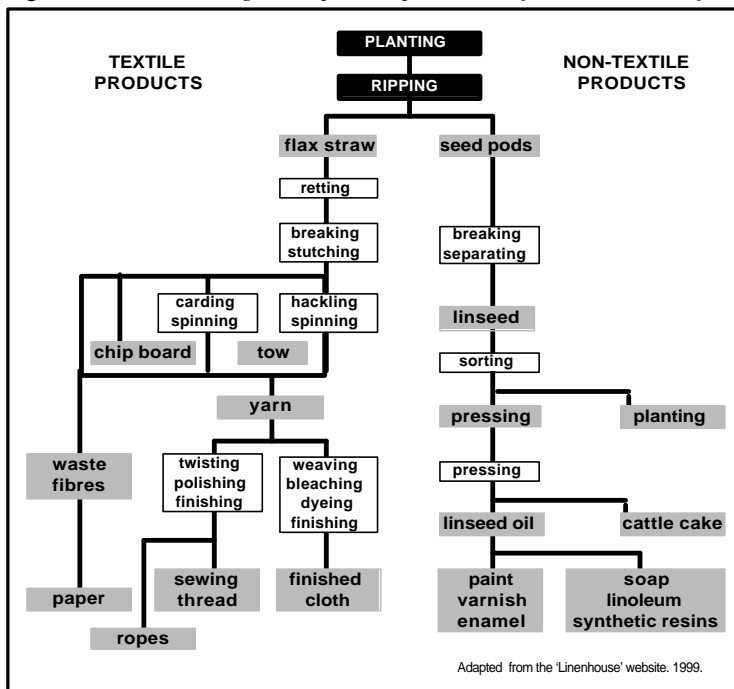 PLANTING
TEXTILE
PRODUCTS
NON-TEXTILE
PRODUCTS
RIPPING
flax straw
seed pods
retting
breaking
stutching
breaking
separating
carding
spinning
hackling
spinning
linseed
chip board
tow
sorting
yarn
pressing
planting
waste
fibres
twisting
polishing
finishing
weaving
bleaching
dyeing
finishing
pressing
linseed oil
cattle cake
paper
sewing
thread
finished
cloth
paint
varnish
enamel
soap
linoleum
synthetic resins
ropes
Adapted from the 'Linenhouse' website. 1999.